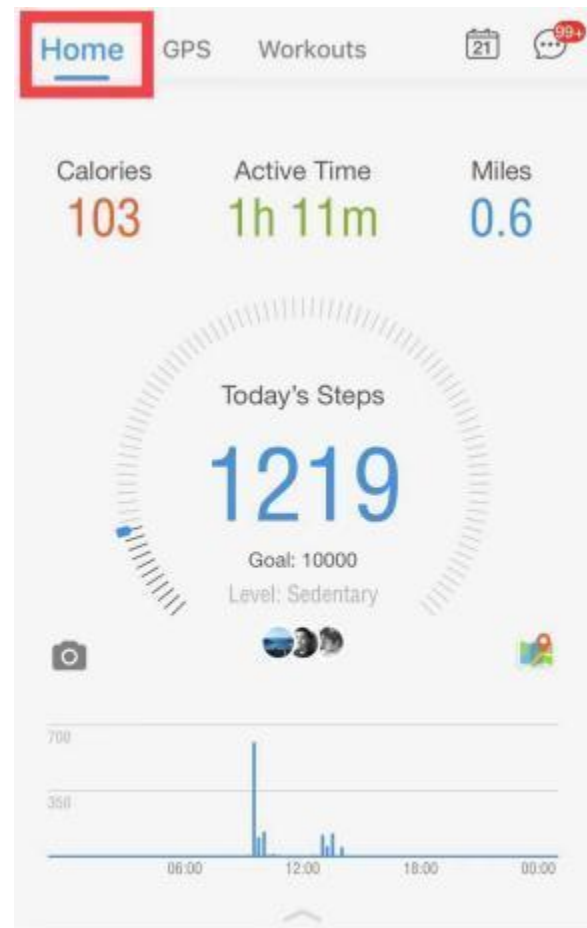 Home GPS Workouts 21 99+
Calories Active Time Miles
103 1h 11m 0.6
Today's Steps
1219
Goal: 10000
Level: Sedentary
700
350
06:00 12:00 18:00 00:00